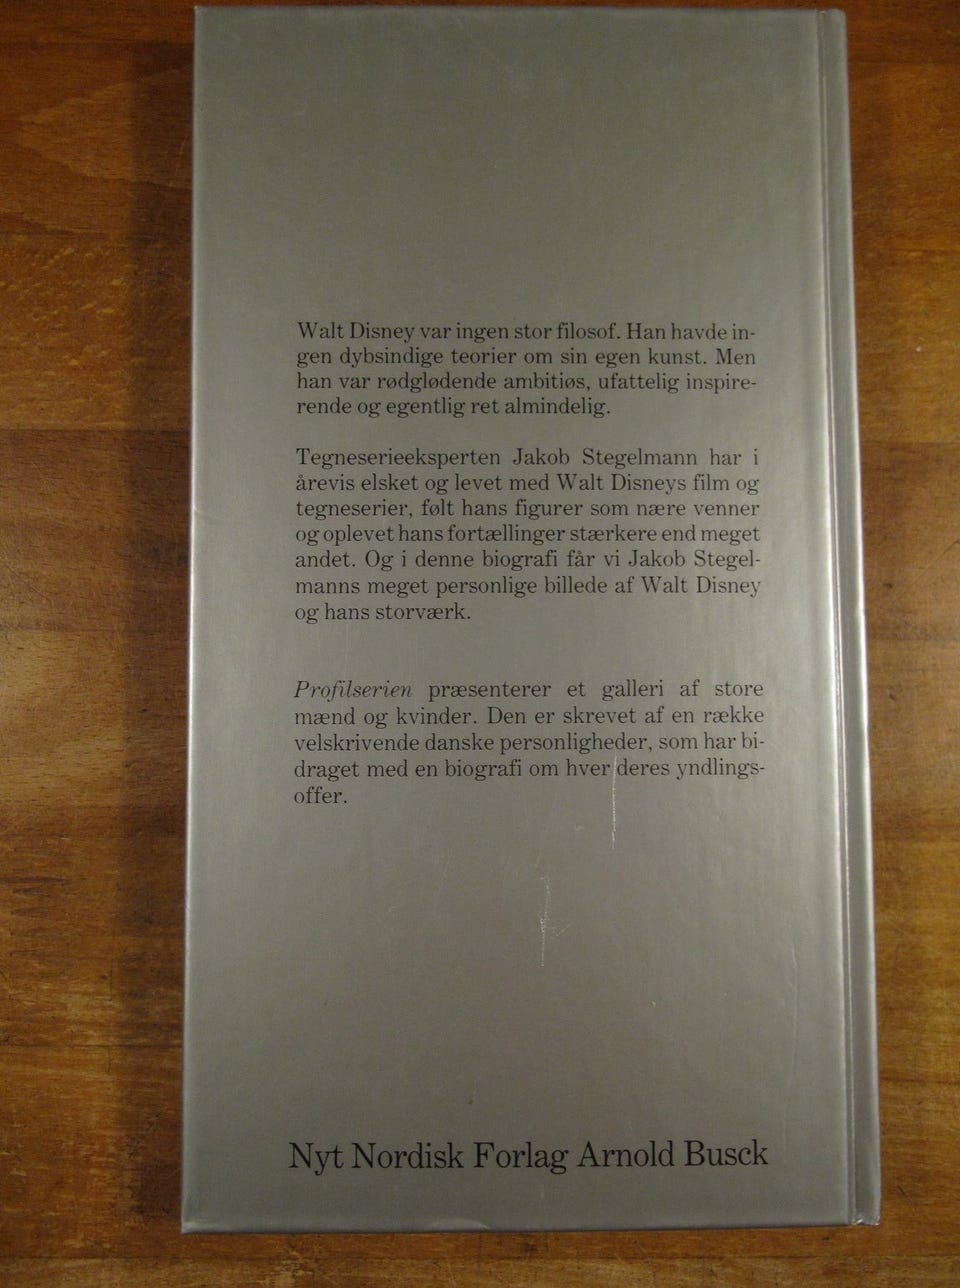 Walt Disney var ingen stor filosof. Han havde in-
gen dybsindige teorier om sin egen kunst. Men
han var rødglødende ambitiøs, ufattelig inspire-
rende og egentlig ret almindelig.
Tegneserieeksperten Jakob Stegelmann har i
årevis elsket og levet med Walt Disneys film og
tegneserier, følt hans figurer som nære venner
og oplevet hans fortællinger stærkere end meget
andet. Og i denne biografi får vi Jakob Stegel-
manns meget personlige billede af Walt Disney
og hans storværk.
Profilserien præsenterer et galleri af store
mænd og kvinder. Den er skrevet af en række
velskrivende danske personligheder, som har bi-
draget med en biografi om hver deres yndlings-
offer.
Nyt Nordisk Forlag Arnold Busck